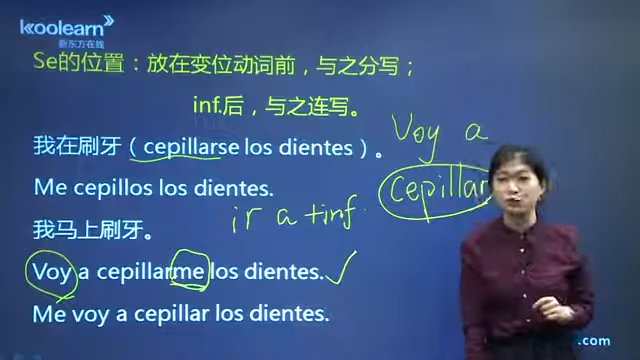 koolearn
新东方在线
Se的位置：放在变位动词前，与之分写；
inf.后，与之连写。
我在刷牙（cepillarse los dientes）。
Me cepillos los dientes.
我马上刷牙。
Voy a cepillarme los dientes.
Me voy a cepillar los dientes.
Voy a
cepillar
ir a + inf.
.com